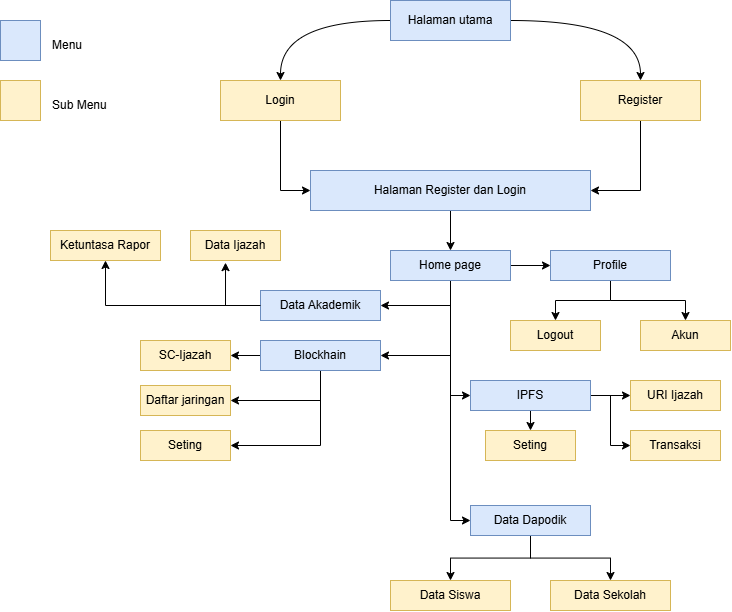 Halaman utama
Menu
Sub Menu
Login
Register
Halaman Register dan Login
Ketuntasa Rapor
Data Ijazah
Home page
Profile
Data Akademik
Logout
Akun
SC-Ijazah
Blockhain
Daftar jaringan
IPFS
URI Ijazah
Seting
Seting
Transaksi
Data Dapodik
Data Siswa
Data Sekolah